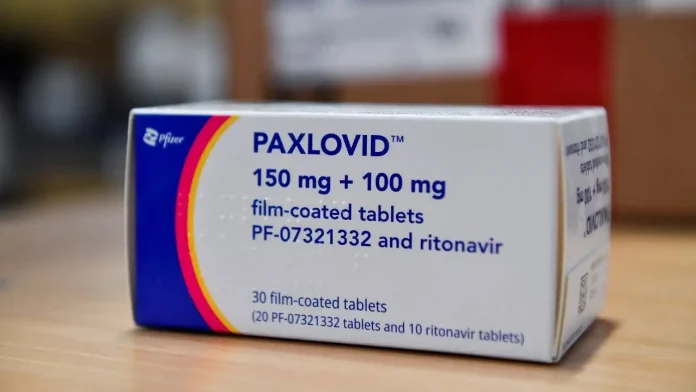 Pfizer
PAXLOVID™
150 mg + 100 mg
film-coated tablets
PF-07321332 and ritonavir
30 film-coated tablets
(20 PF-07321332 tablets and 10 ritonavir tablets)